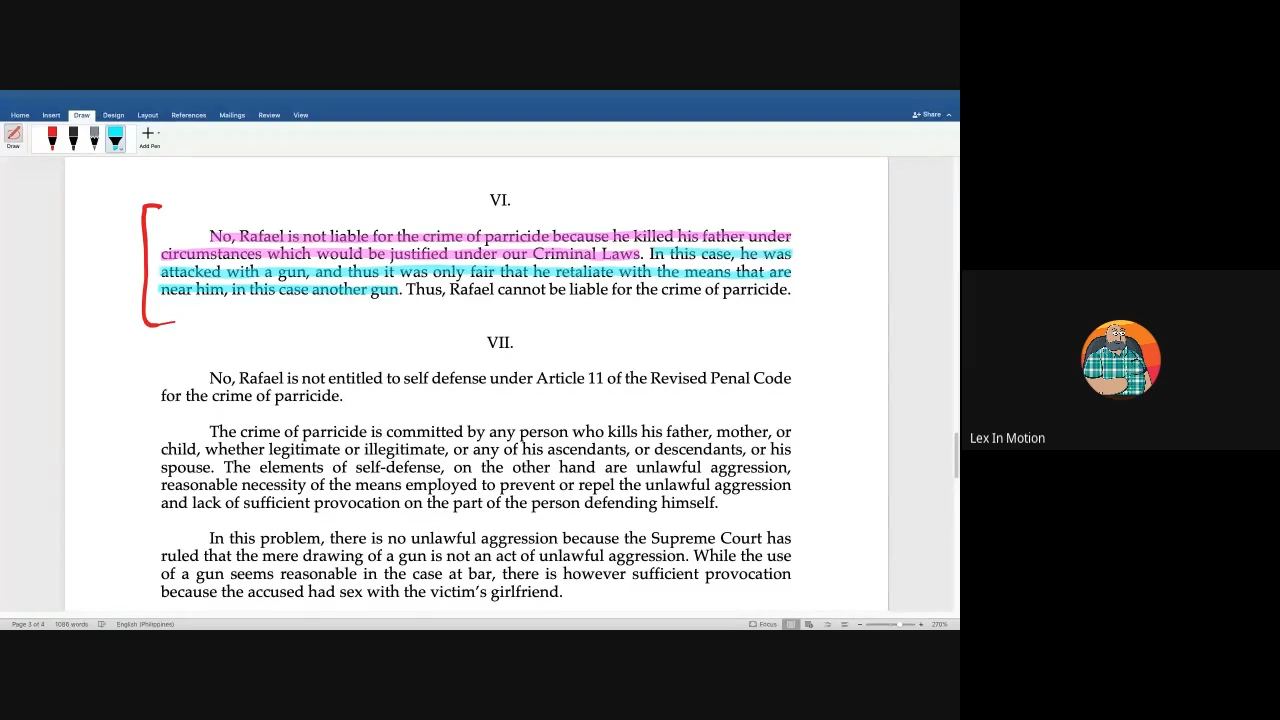 Home Insert Draw Design Layout References Mailings Review View Share
Draw Add Pen
VI.
No, Rafael is not liable for the crime of parricide because he killed his father under
circumstances which would be justified under our Criminal Laws. In this case, he was
attacked with a gun, and thus it was only fair that he retaliate with the means that are
near him, in this case another gun. Thus, Rafael cannot be liable for the crime of parricide.
VII.
No, Rafael is not entitled to self defense under Article 11 of the Revised Penal Code
for the crime of parricide.
The crime of parricide is committed by any person who kills his father, mother, or
child, whether legitimate or illegitimate, or any of his ascendants, or descendants, or his
spouse. The elements of self-defense, on the other hand are unlawful aggression,
reasonable necessity of the means employed to prevent or repel the unlawful aggression
and lack of sufficient provocation on the part of the person defending himself.
In this problem, there is no unlawful aggression because the Supreme Court has
ruled that the mere drawing of a gun is not an act of unlawful aggression. While the use
of a gun seems reasonable in the case at bar, there is however sufficient provocation
because the accused had sex with the victim's girlfriend.
Page 3 of 4 1086 words English (Philippines) Focus 270%
Lex In Motion